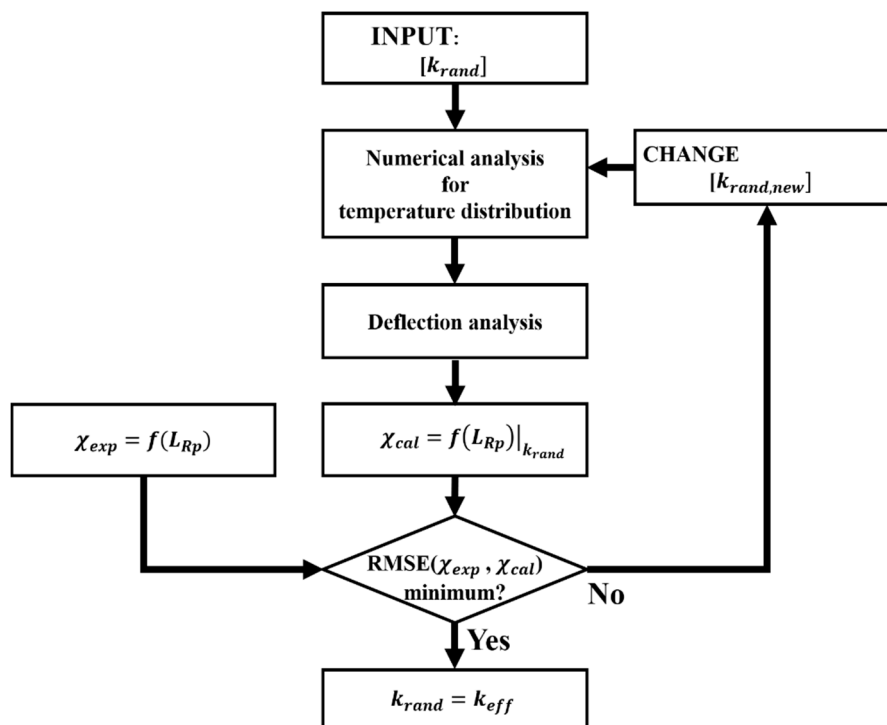 INPUT:
[k_rand]
Numerical analysis
for
temperature distribution
CHANGE
[k_rand,new]
Deflection analysis
χ_exp = f(L_Rp)
χ_cal = f(L_Rp)|_k_rand
RMSE(χ_exp , χ_cal)
minimum?
No
Yes
k_rand = k_eff